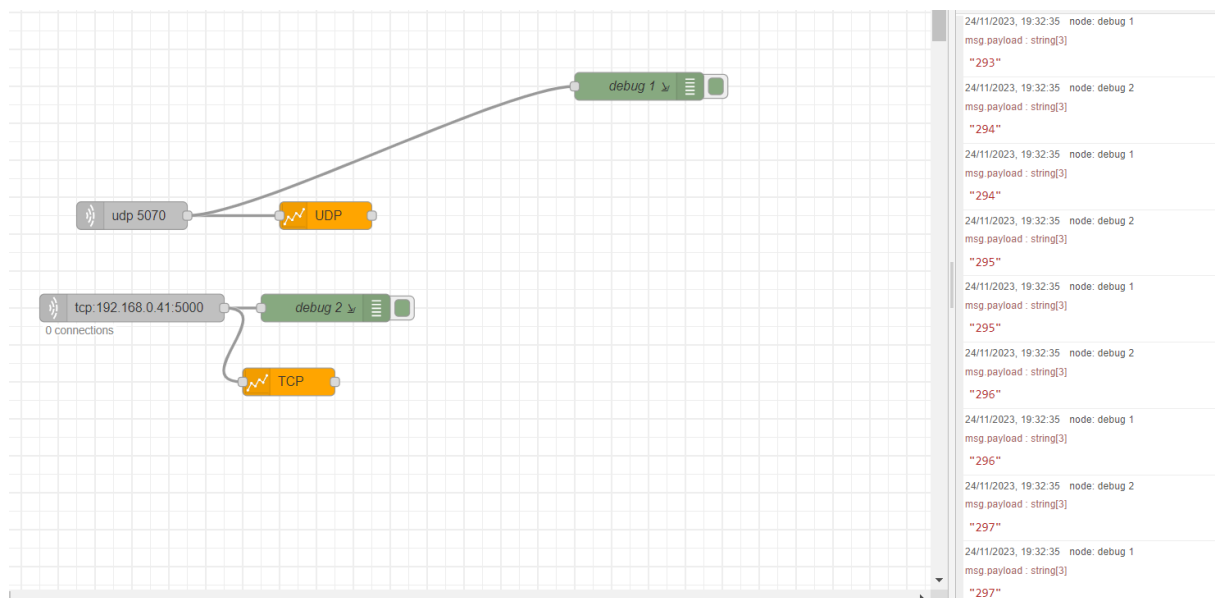 debug 1
udp 5070
UDP
tcp:192.168.0.41:5000
debug 2
0 connections
TCP
24/11/2023, 19:32:35 node: debug 1
msg.payload : string[3]
"293"
24/11/2023, 19:32:35 node: debug 2
msg.payload : string[3]
"294"
24/11/2023, 19:32:35 node: debug 1
msg.payload : string[3]
"294"
24/11/2023, 19:32:35 node: debug 2
msg.payload : string[3]
"295"
24/11/2023, 19:32:35 node: debug 1
msg.payload : string[3]
"295"
24/11/2023, 19:32:35 node: debug 2
msg.payload : string[3]
"296"
24/11/2023, 19:32:35 node: debug 1
msg.payload : string[3]
"296"
24/11/2023, 19:32:35 node: debug 2
msg.payload : string[3]
"297"
24/11/2023, 19:32:35 node: debug 1
msg.payload : string[3]
"297"